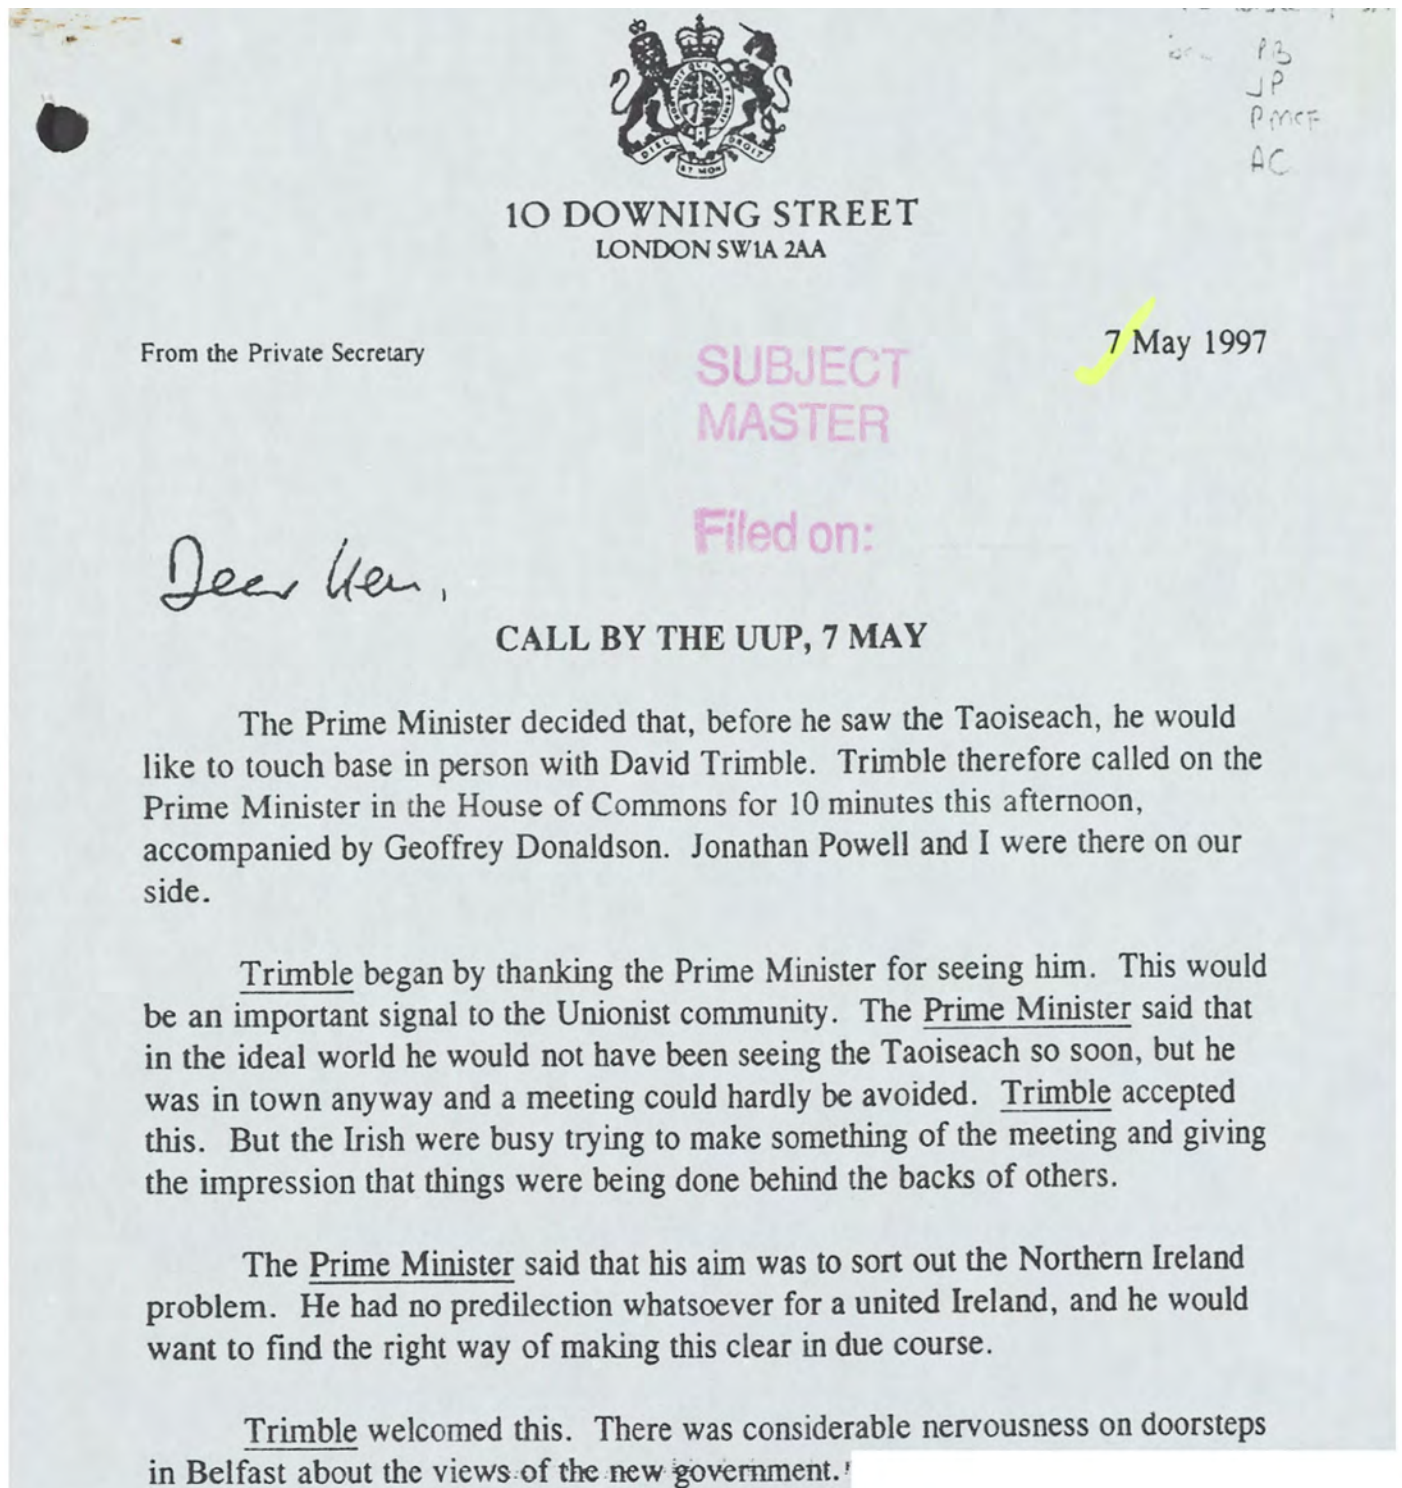 PB
JP
PMCF
AC
DIEU ET MON DROIT
10 DOWNING STREET
LONDON SW1A 2AA
From the Private Secretary
7 May 1997
SUBJECT
MASTER
Filed on:
Dear Ken,
CALL BY THE UUP, 7 MAY
The Prime Minister decided that, before he saw the Taoiseach, he would
like to touch base in person with David Trimble. Trimble therefore called on the
Prime Minister in the House of Commons for 10 minutes this afternoon,
accompanied by Geoffrey Donaldson. Jonathan Powell and I were there on our
side.
Trimble began by thanking the Prime Minister for seeing him. This would
be an important signal to the Unionist community. The Prime Minister said that
in the ideal world he would not have been seeing the Taoiseach so soon, but he
was in town anyway and a meeting could hardly be avoided. Trimble accepted
this. But the Irish were busy trying to make something of the meeting and giving
the impression that things were being done behind the backs of others.
The Prime Minister said that his aim was to sort out the Northern Ireland
problem. He had no predilection whatsoever for a united Ireland, and he would
want to find the right way of making this clear in due course.
Trimble welcomed this. There was considerable nervousness on doorsteps
in Belfast about the views of the new government.